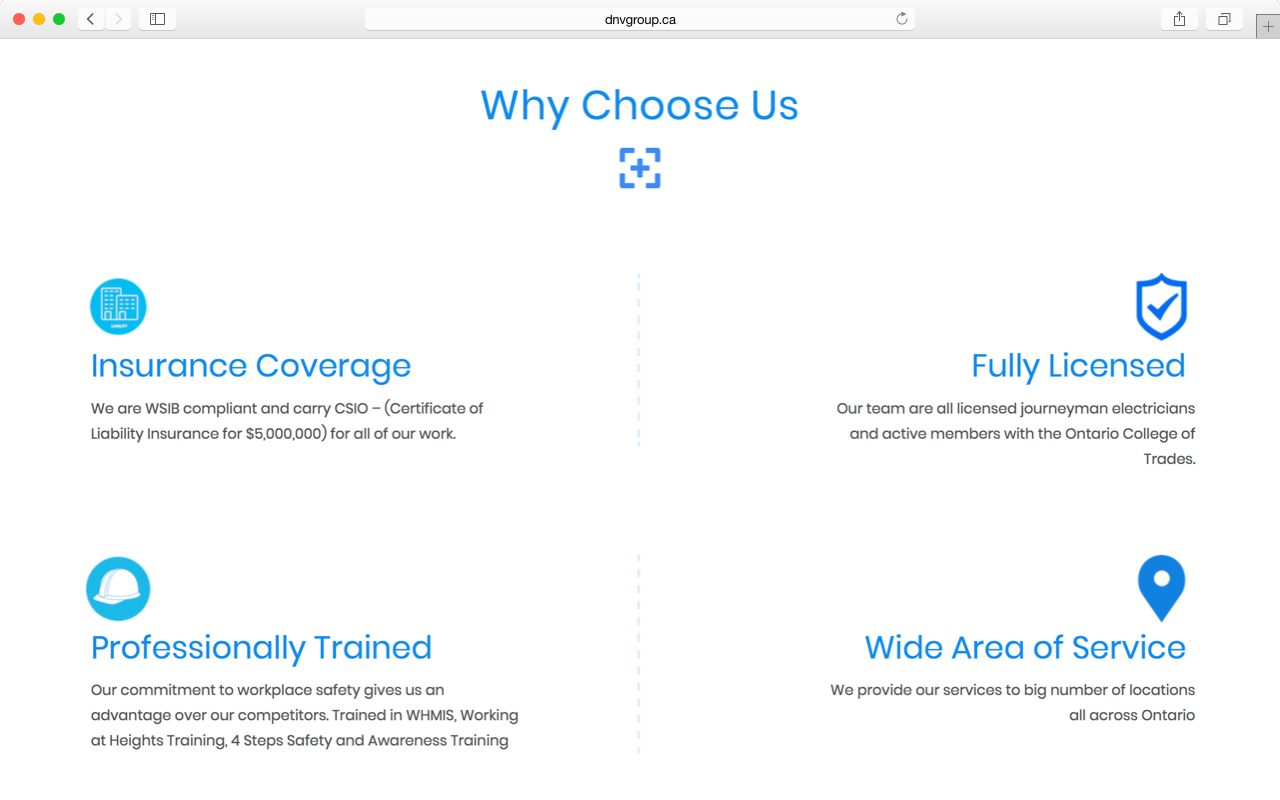 dnvgroup.ca
Why Choose Us
Insurance Coverage
We are WSIB compliant and carry CSIO – (Certificate of
Liability Insurance for $5,000,000) for all of our work.
Fully Licensed
Our team are all licensed journeyman electricians
and active members with the Ontario College of
Trades.
Professionally Trained
Our commitment to workplace safety gives us an
advantage over our competitors. Trained in WHMIS, Working
at Heights Training, 4 Steps Safety and Awareness Training
Wide Area of Service
We provide our services to big number of locations
all across Ontario